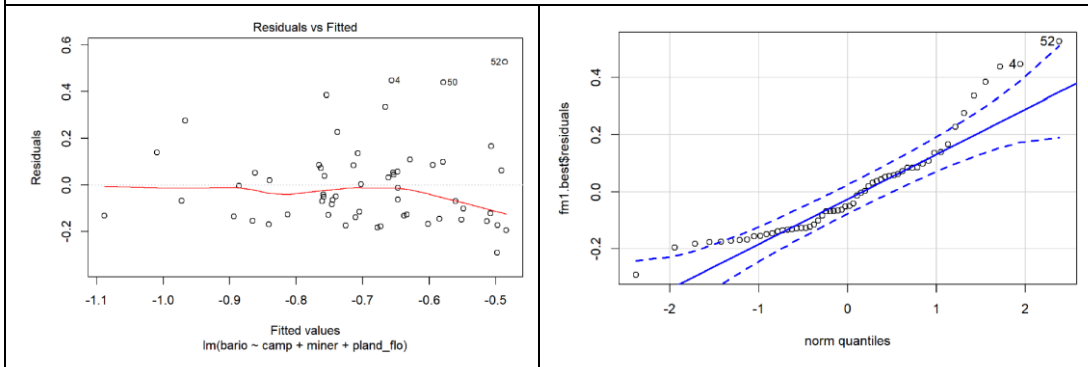 Residuals vs Fitted
Residuals
0.6
0.4
0.2
0.0
-0.2
52
4
50
-1.1 -1.0 -0.9 -0.8 -0.7 -0.6 -0.5
Fitted values
lm(bario ~ camp + miner + pland_flo)
fm1.best$residuals
0.4
0.2
0.0
-0.2
52
4
-2 -1 0 1 2
norm quantiles